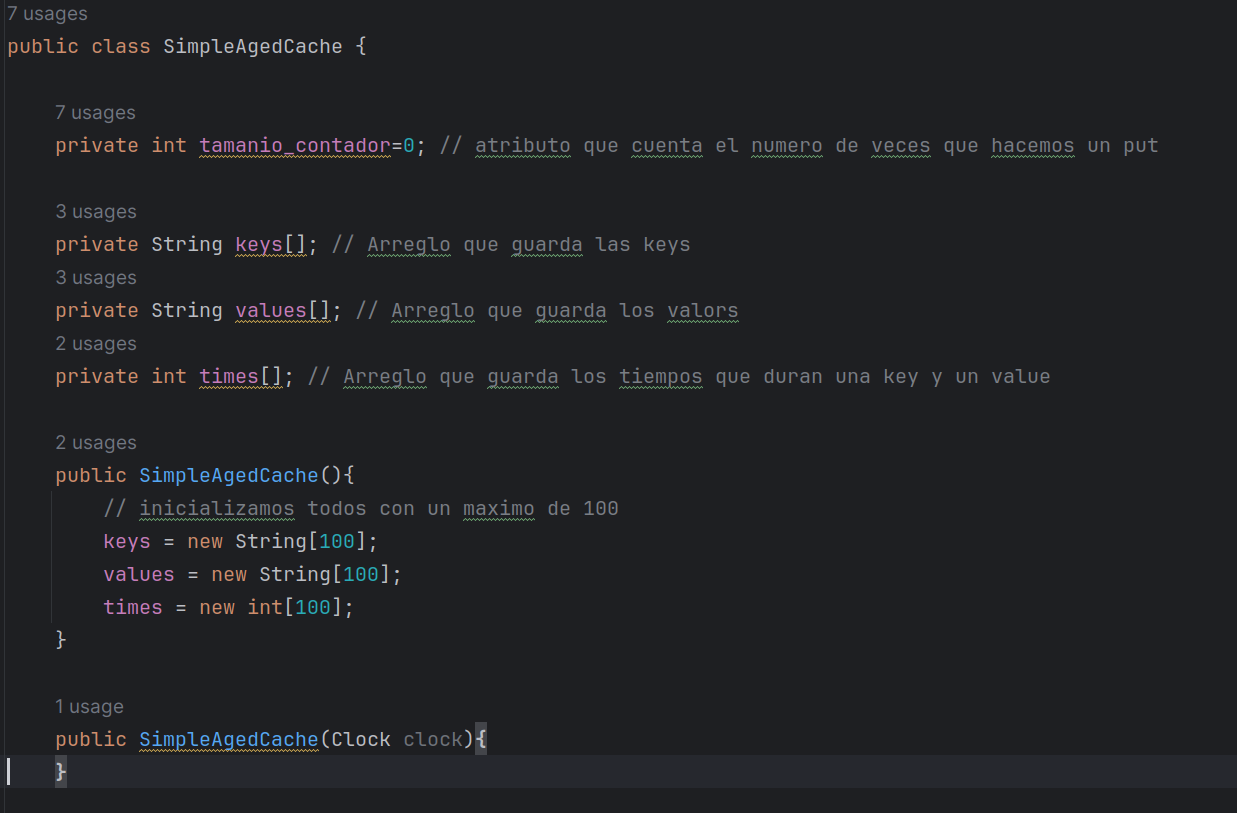 7 usages
public class SimpleAgedCache {
7 usages
private int tamanio_contador=0; // atributo que cuenta el numero de veces que hacemos un put
3 usages
private String keys[]; // Arreglo que guarda las keys
3 usages
private String values[]; // Arreglo que guarda los valors
2 usages
private int times[]; // Arreglo que guarda los tiempos que duran una key y un value
2 usages
public SimpleAgedCache(){
// inicializamos todos con un maximo de 100
keys = new String[100];
values = new String[100];
times = new int[100];
}
1 usage
public SimpleAgedCache(Clock clock){
}